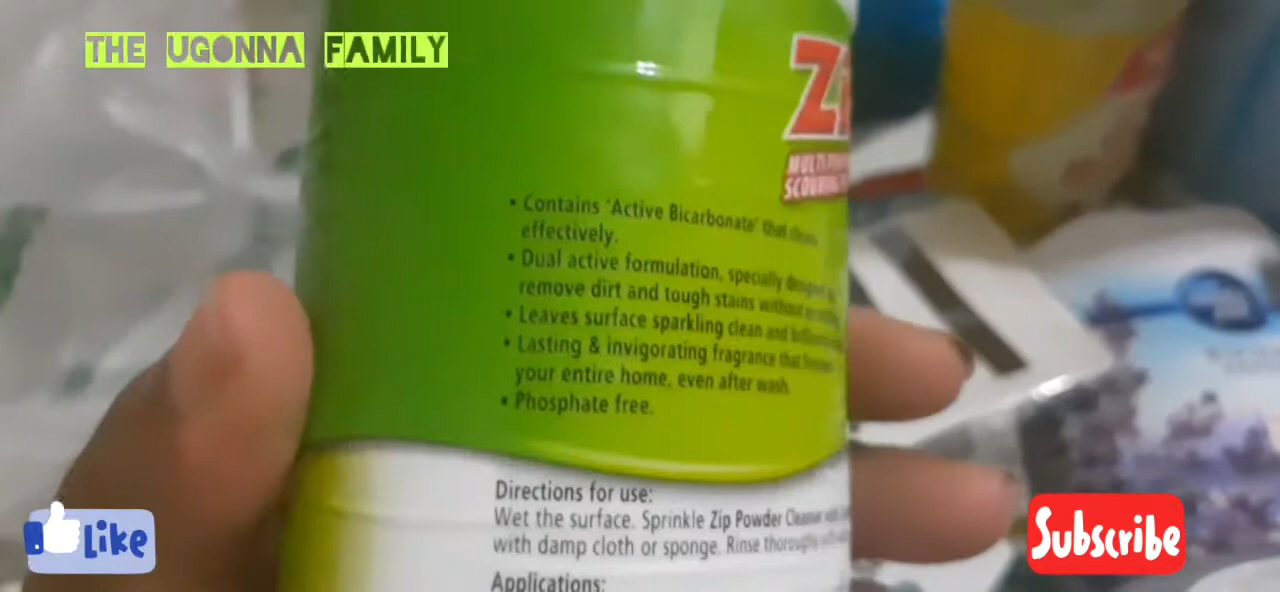 THE UGONNA FAMILY
Zi
SCOURING
• Contains 'Active Bicarbonate' that
effectively.
• Dual active formulation, specially
remove dirt and tough stains without
• Leaves surface sparkling clean and
• Lasting & invigorating fragrance that
your entire home, even after wash.
• Phosphate free.
Directions for use:
Wet the surface. Sprinkle Zip Powder Cleanser
with damp cloth or sponge. Rinse thoroughly
Applications:
Like
Subscribe